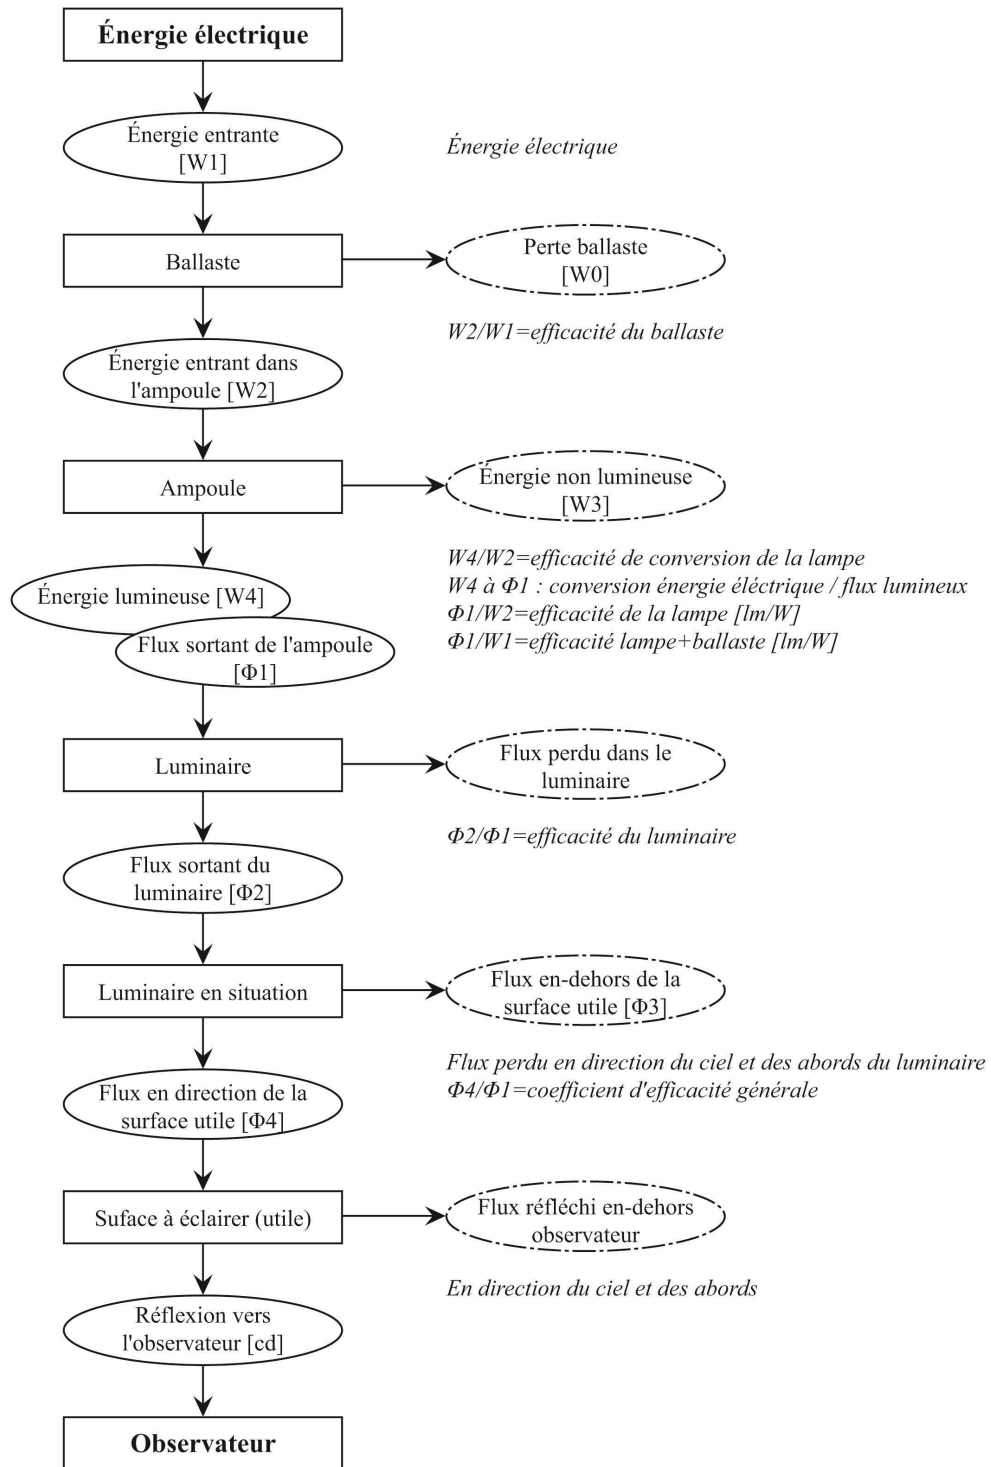 Énergie électrique
Énergie entrante
[W1]
Énergie électrique
Ballaste
Perte ballaste
[W0]
W2/W1=efficacité du ballaste
Énergie entrant dans
l'ampoule [W2]
Ampoule
Énergie non lumineuse
[W3]
W4/W2=efficacité de conversion de la lampe
W4 à Φ1 : conversion énergie éléctrique / flux lumineux
Φ1/W2=efficacité de la lampe [lm/W]
Φ1/W1=efficacité lampe+ballaste [lm/W]
Énergie lumineuse [W4]
Flux sortant de l'ampoule
[Φ1]
Luminaire
Flux perdu dans le
luminaire
Φ2/Φ1=efficacité du luminaire
Flux sortant du
luminaire [Φ2]
Luminaire en situation
Flux en-dehors de la
surface utile [Φ3]
Flux perdu en direction du ciel et des abords du luminaire
Φ4/Φ1=coefficient d'efficacité générale
Flux en direction de la
surface utile [Φ4]
Suface à éclairer (utile)
Flux réfléchi en-dehors
observateur
En direction du ciel et des abords
Réflexion vers
l'observateur [cd]
Observateur